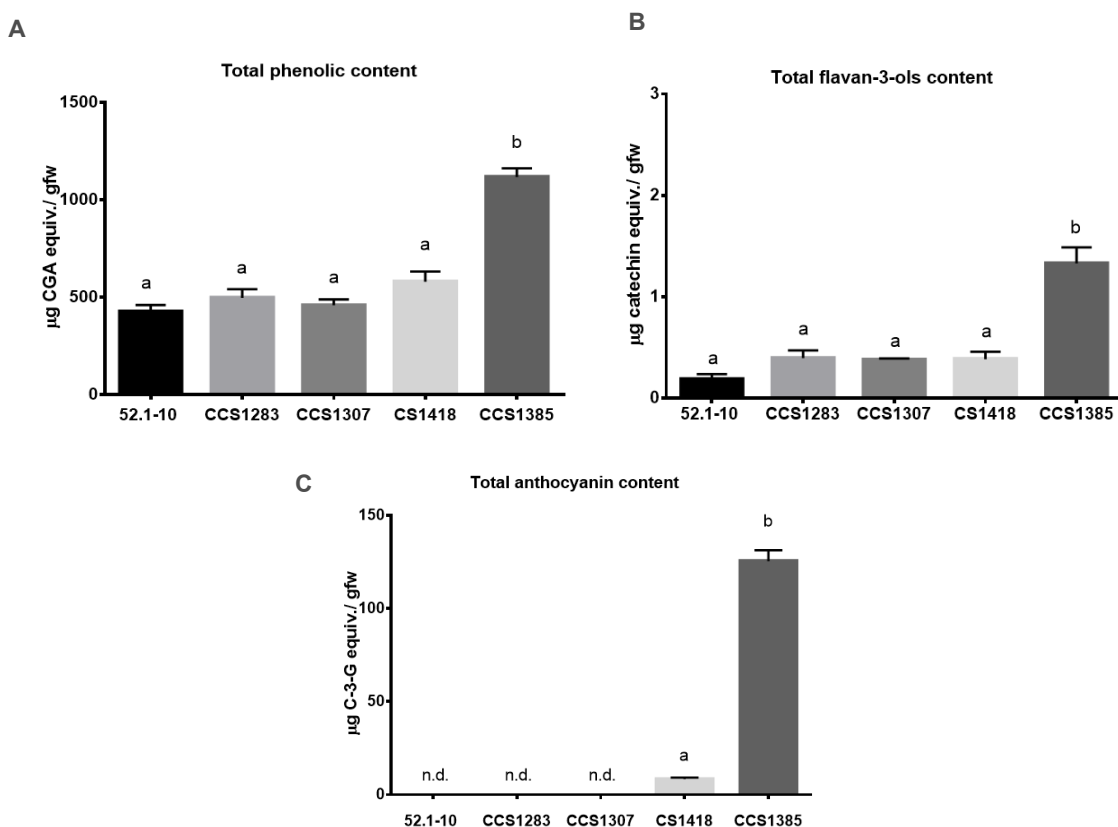 A
Total phenolic content
µg CGA equiv./ gfw
1500
1000
500
0
a
a
a
a
b
52.1-10 CCS1283 CCS1307 CS1418 CCS1385
B
Total flavan-3-ols content
µg catechin equiv./ gfw
3
2
1
0
a
a
a
a
b
52.1-10 CCS1283 CCS1307 CS1418 CCS1385
C
Total anthocyanin content
µg C-3-G equiv./ gfw
150
100
50
0
n.d.
n.d.
n.d.
a
b
52.1-10 CCS1283 CCS1307 CS1418 CCS1385